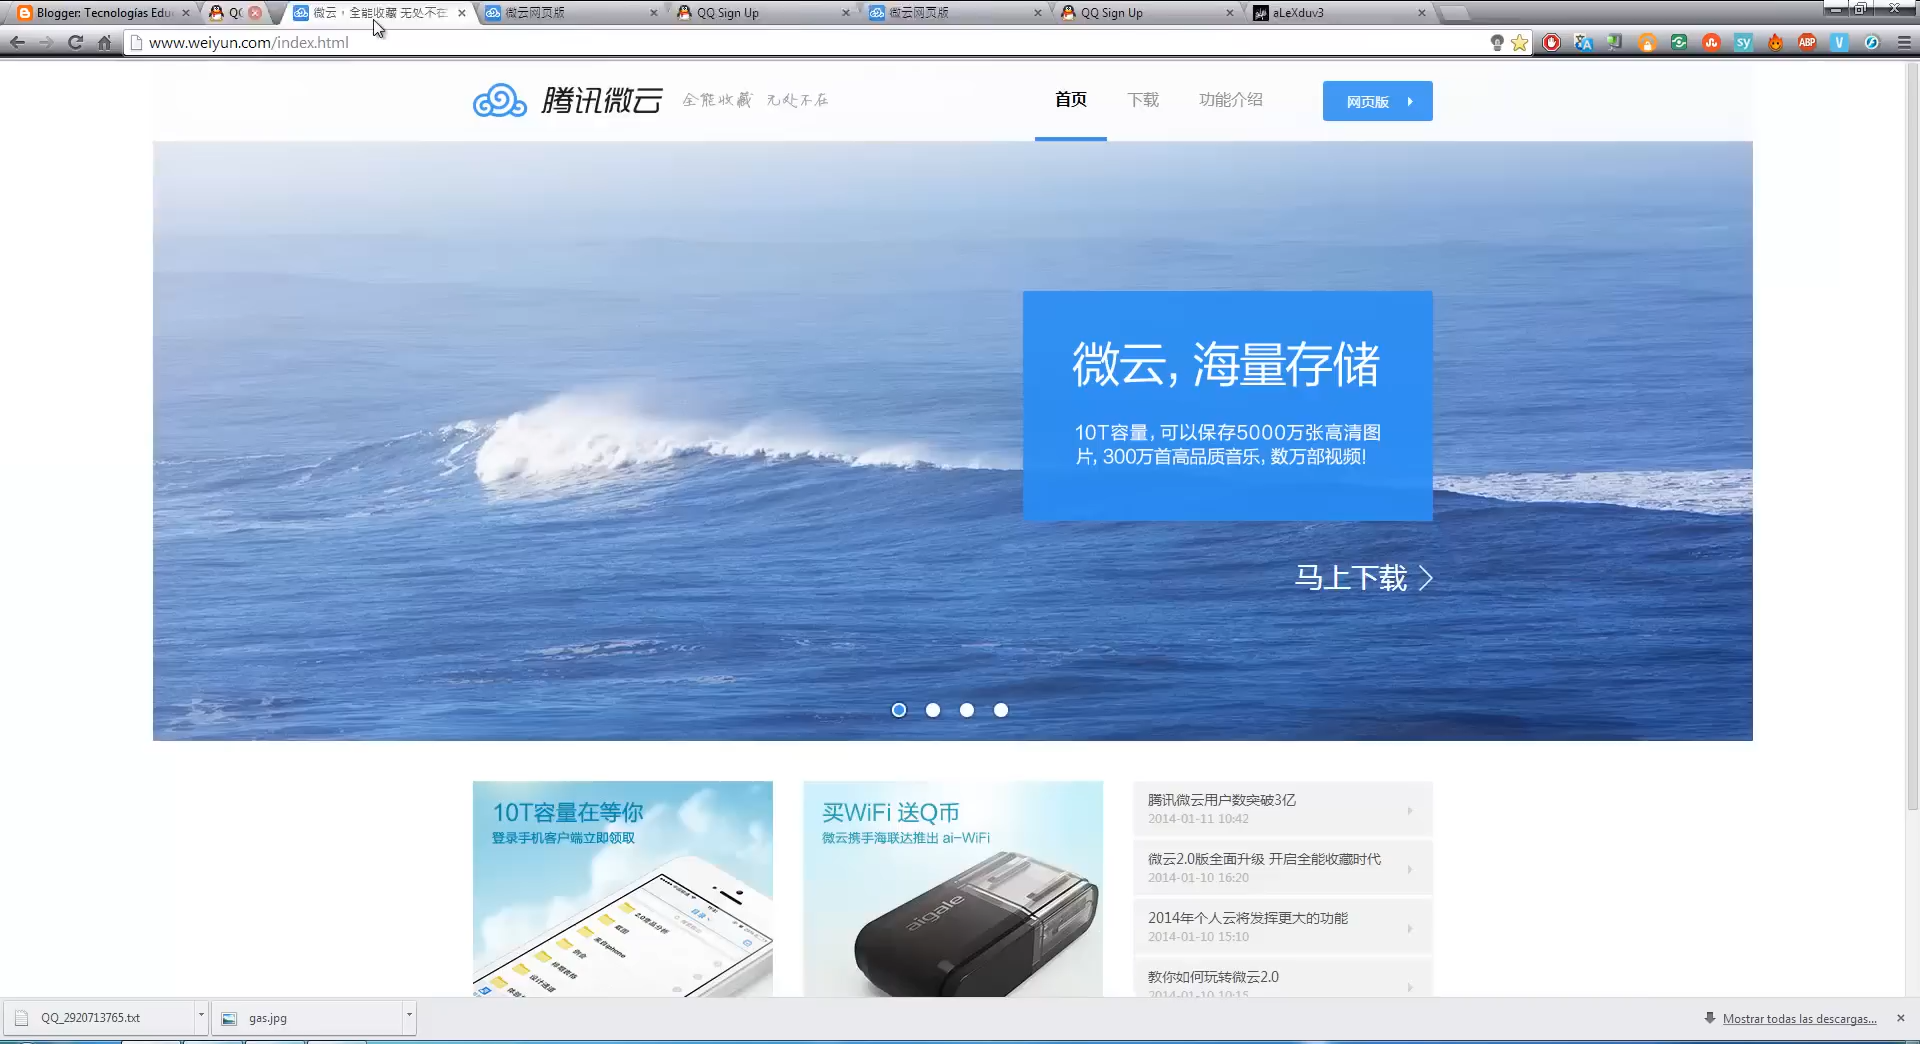 Blogger: Tecnologías Edu
QQ
微云，全能收藏 无处不在
微云网页版
QQ Sign Up
微云网页版
QQ Sign Up
aLeXduv3
www.weiyun.com/index.html
ABP
腾讯微云 全能收藏 无处不在
首页 下载 功能介绍 网页版
微云, 海量存储
10T容量, 可以保存5000万张高清图
片, 300万首高品质音乐, 数万部视频!
马上下载
10T容量在等你
登录手机客户端立即领取
买WiFi 送Q币
微云携手海联达推出 ai-WiFi
aigale
腾讯微云用户数突破3亿
2014-01-11 10:42
微云2.0版全面升级 开启全能收藏时代
2014-01-10 16:20
2014年个人云将发挥更大的功能
2014-01-10 15:10
教你如何玩转微云2.0
2014-01-10 10:15
QQ_2920713765.txt
gas.jpg
Mostrar todas las descargas...